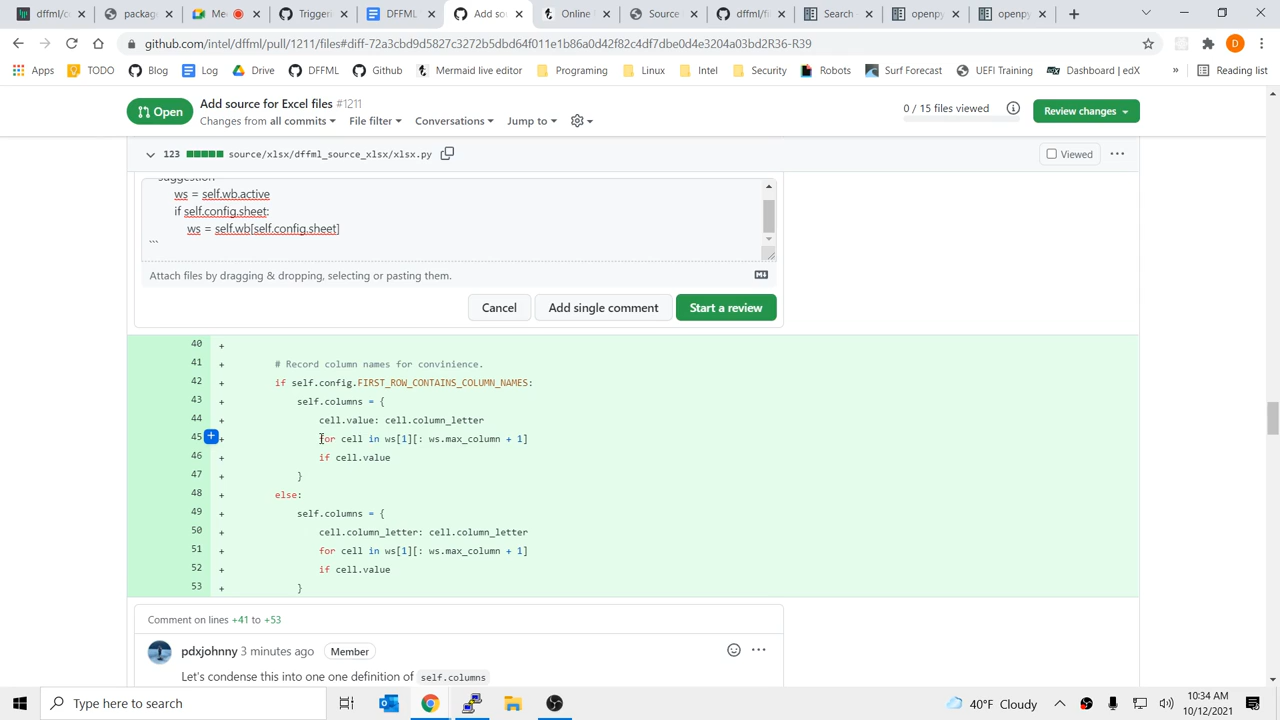 dffml/c
packag
Me
DFFML
Add so
Online
Source
dffml/
Search
openpy
openpy
github.com/intel/dffml/pull/1211/files#diff-72a3cbd9d5827c3273b5dbd64f011e1b86a0d42f82c4df7dbe0d4e3204a03bd2R36-R39
D
Apps
TODO
Blog
Log
Drive
DFFML
Github
Mermaid live editor
Programing
Linux
Intel
Security
Robots
Surf Forecast
UEFI Training
Dashboard | edX
»
Reading list
Open
Add source for Excel files #1211
Changes from all commits
File filter
Conversations
Jump to
0 / 15 files viewed
Review changes
123
source/xlsx/dffml_source_xlsx/xlsx.py
Viewed
suggestion
ws = self.wb.active
if self.config.sheet:
ws = self.wb[self.config.sheet]
```
Attach files by dragging & dropping, selecting or pasting them.
Cancel
Add single comment
Start a review
40 +
41 + # Record column names for convinience.
42 + if self.config.FIRST_ROW_CONTAINS_COLUMN_NAMES:
43 + self.columns = {
44 + cell.value: cell.column_letter
45 + for cell in ws[1][: ws.max_column + 1]
46 + if cell.value
47 + }
48 + else:
49 + self.columns = {
50 + cell.column_letter: cell.column_letter
51 + for cell in ws[1][: ws.max_column + 1]
52 + if cell.value
53 + }
Comment on lines +41 to +53
pdxjohnny 3 minutes ago Member
Let's condense this into one one definition of self.columns
Type here to search
40°F Cloudy
10:34 AM
10/12/2021